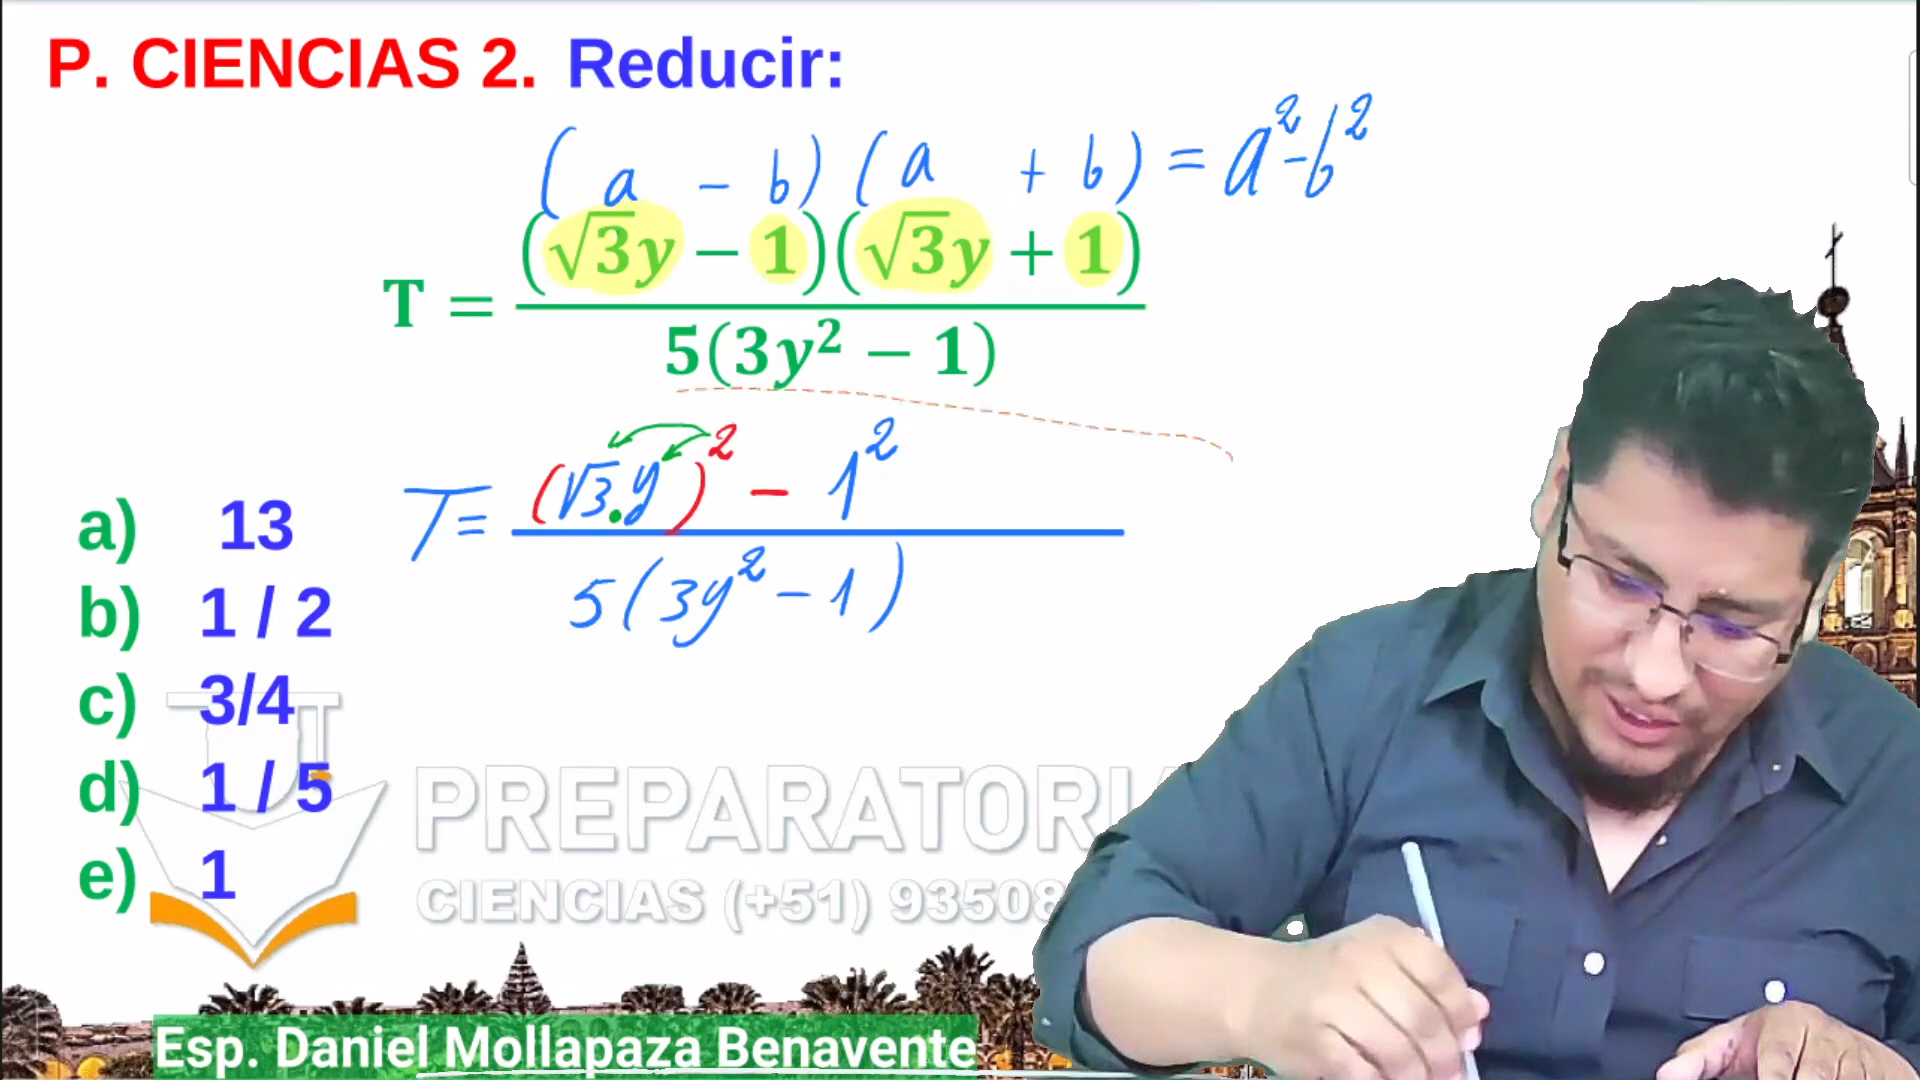 P. CIENCIAS 2. Reducir:
(a - b)(a + b) = a² - b²
T = (√3y − 1)(√3y + 1) / 5(3y² − 1)
T = (√3·y)² - 1² / 5(3y² - 1)
a) 13
b) 1 / 2
c) 3/4
d) 1 / 5
e) 1
PREPARATORI
CIENCIAS (+51) 93508
Esp. Daniel Mollapaza Benavente